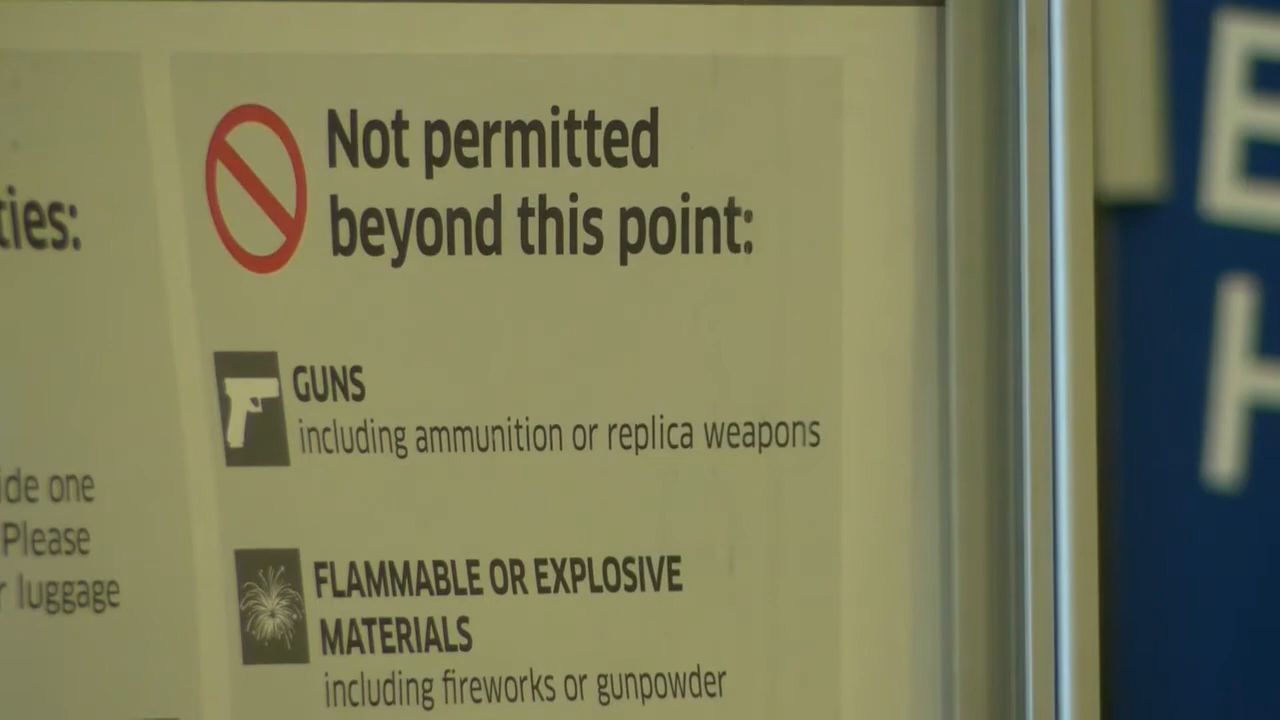 Not permitted
beyond this point:
GUNS
including ammunition or replica weapons
FLAMMABLE OR EXPLOSIVE
MATERIALS
including fireworks or gunpowder
ties:
ide one
Please
r luggage
E
H